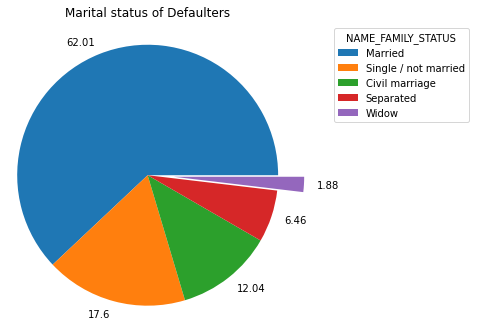 Marital status of Defaulters
62.01
17.6
12.04
6.46
1.88
NAME_FAMILY_STATUS
Married
Single / not married
Civil marriage
Separated
Widow